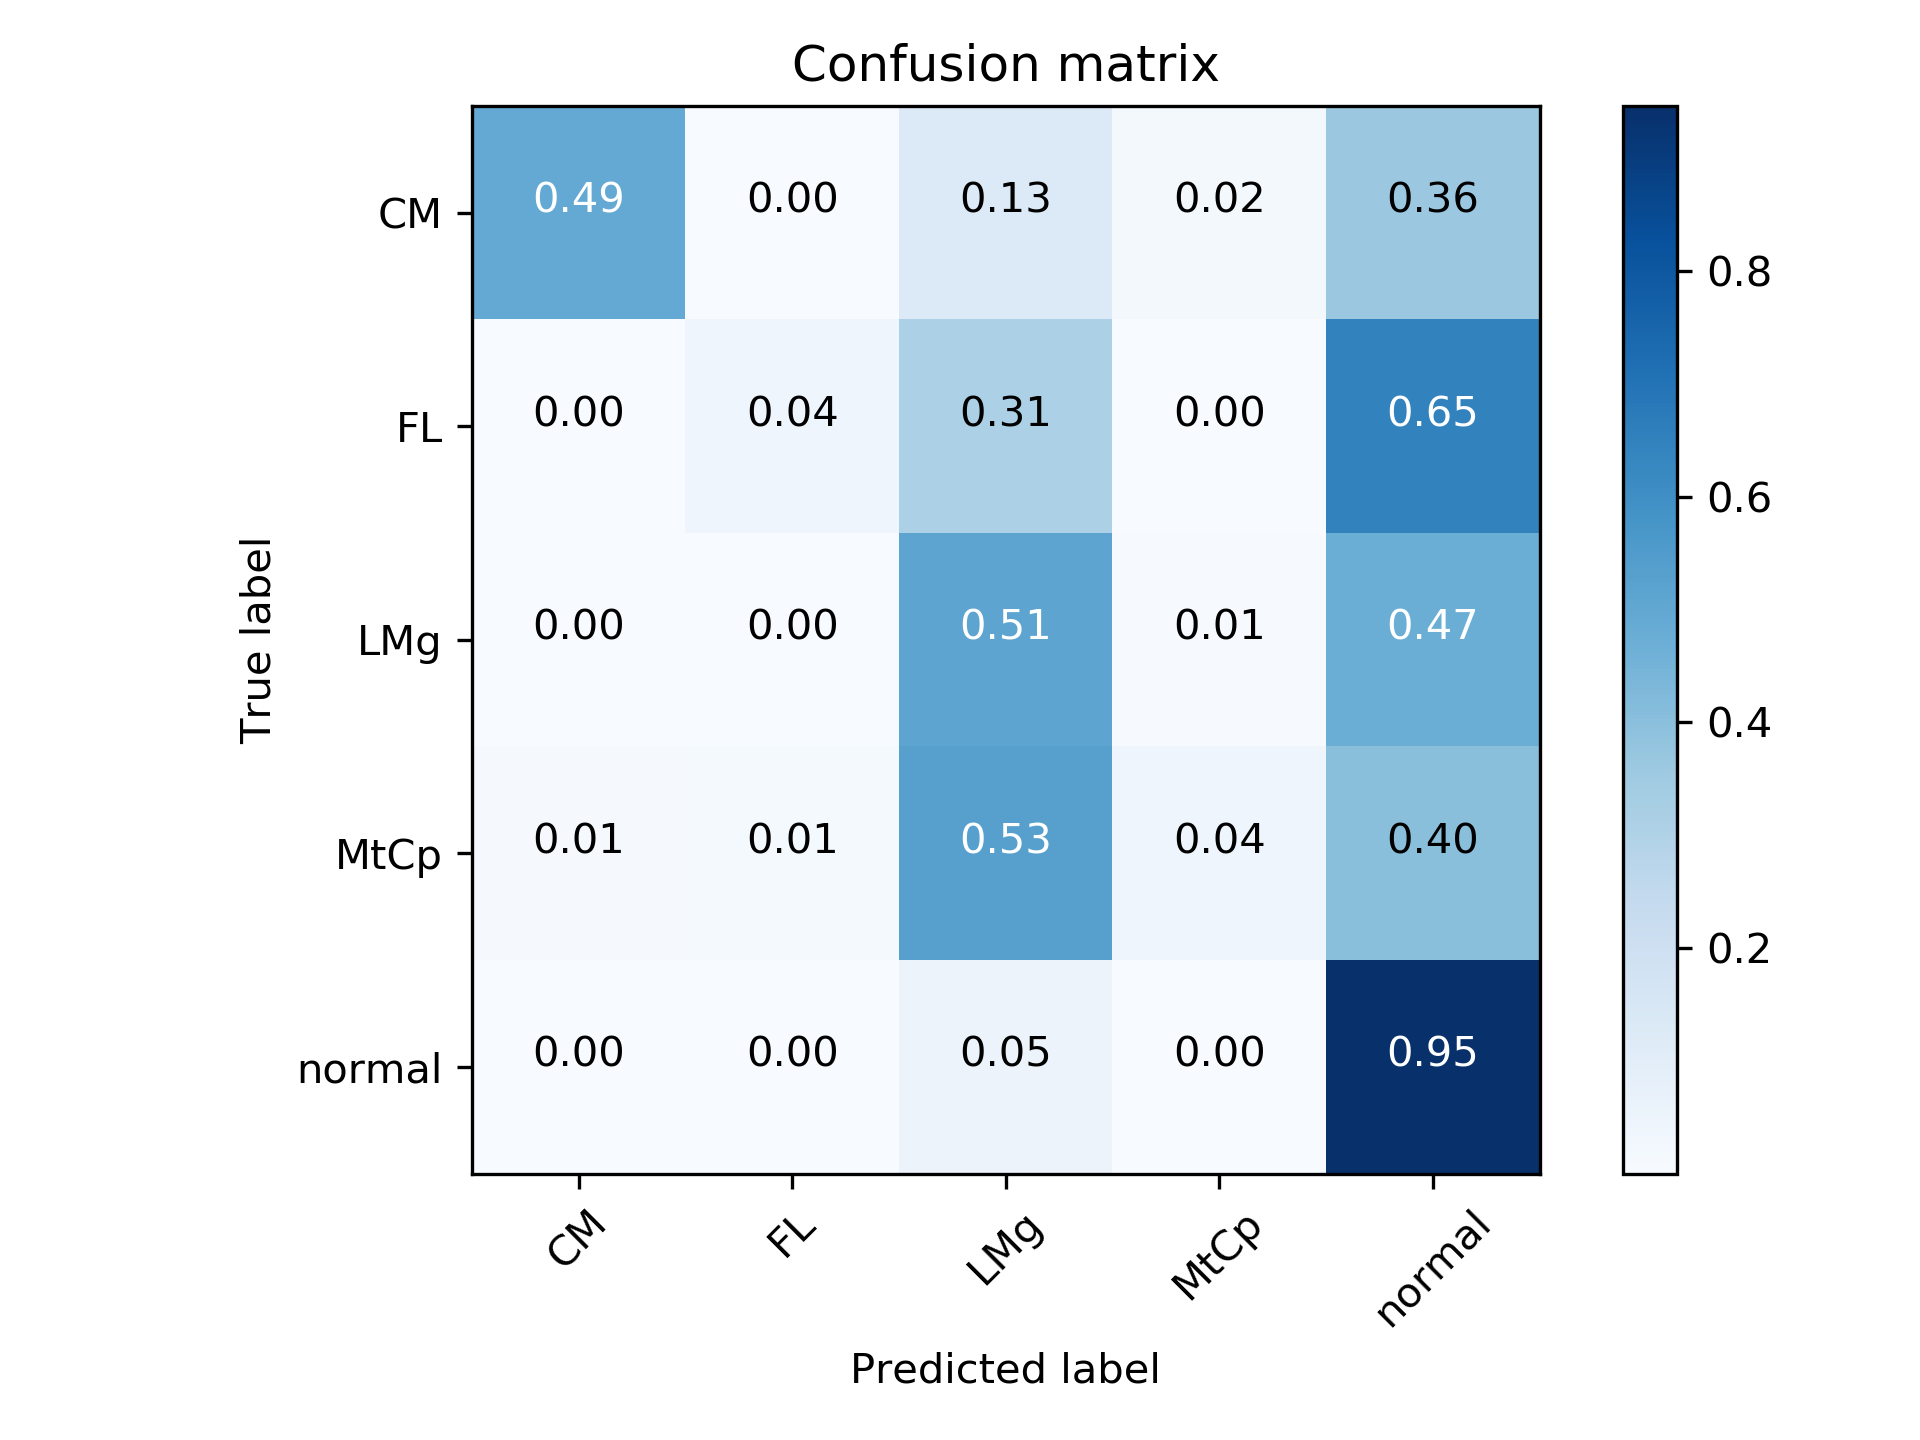 Confusion matrix
CM 0.49 0.00 0.13 0.02 0.36
FL 0.00 0.04 0.31 0.00 0.65
LMg 0.00 0.00 0.51 0.01 0.47
MtCp 0.01 0.01 0.53 0.04 0.40
normal 0.00 0.00 0.05 0.00 0.95
True label
CM FL LMg MtCp normal
Predicted label
0.8
0.6
0.4
0.2